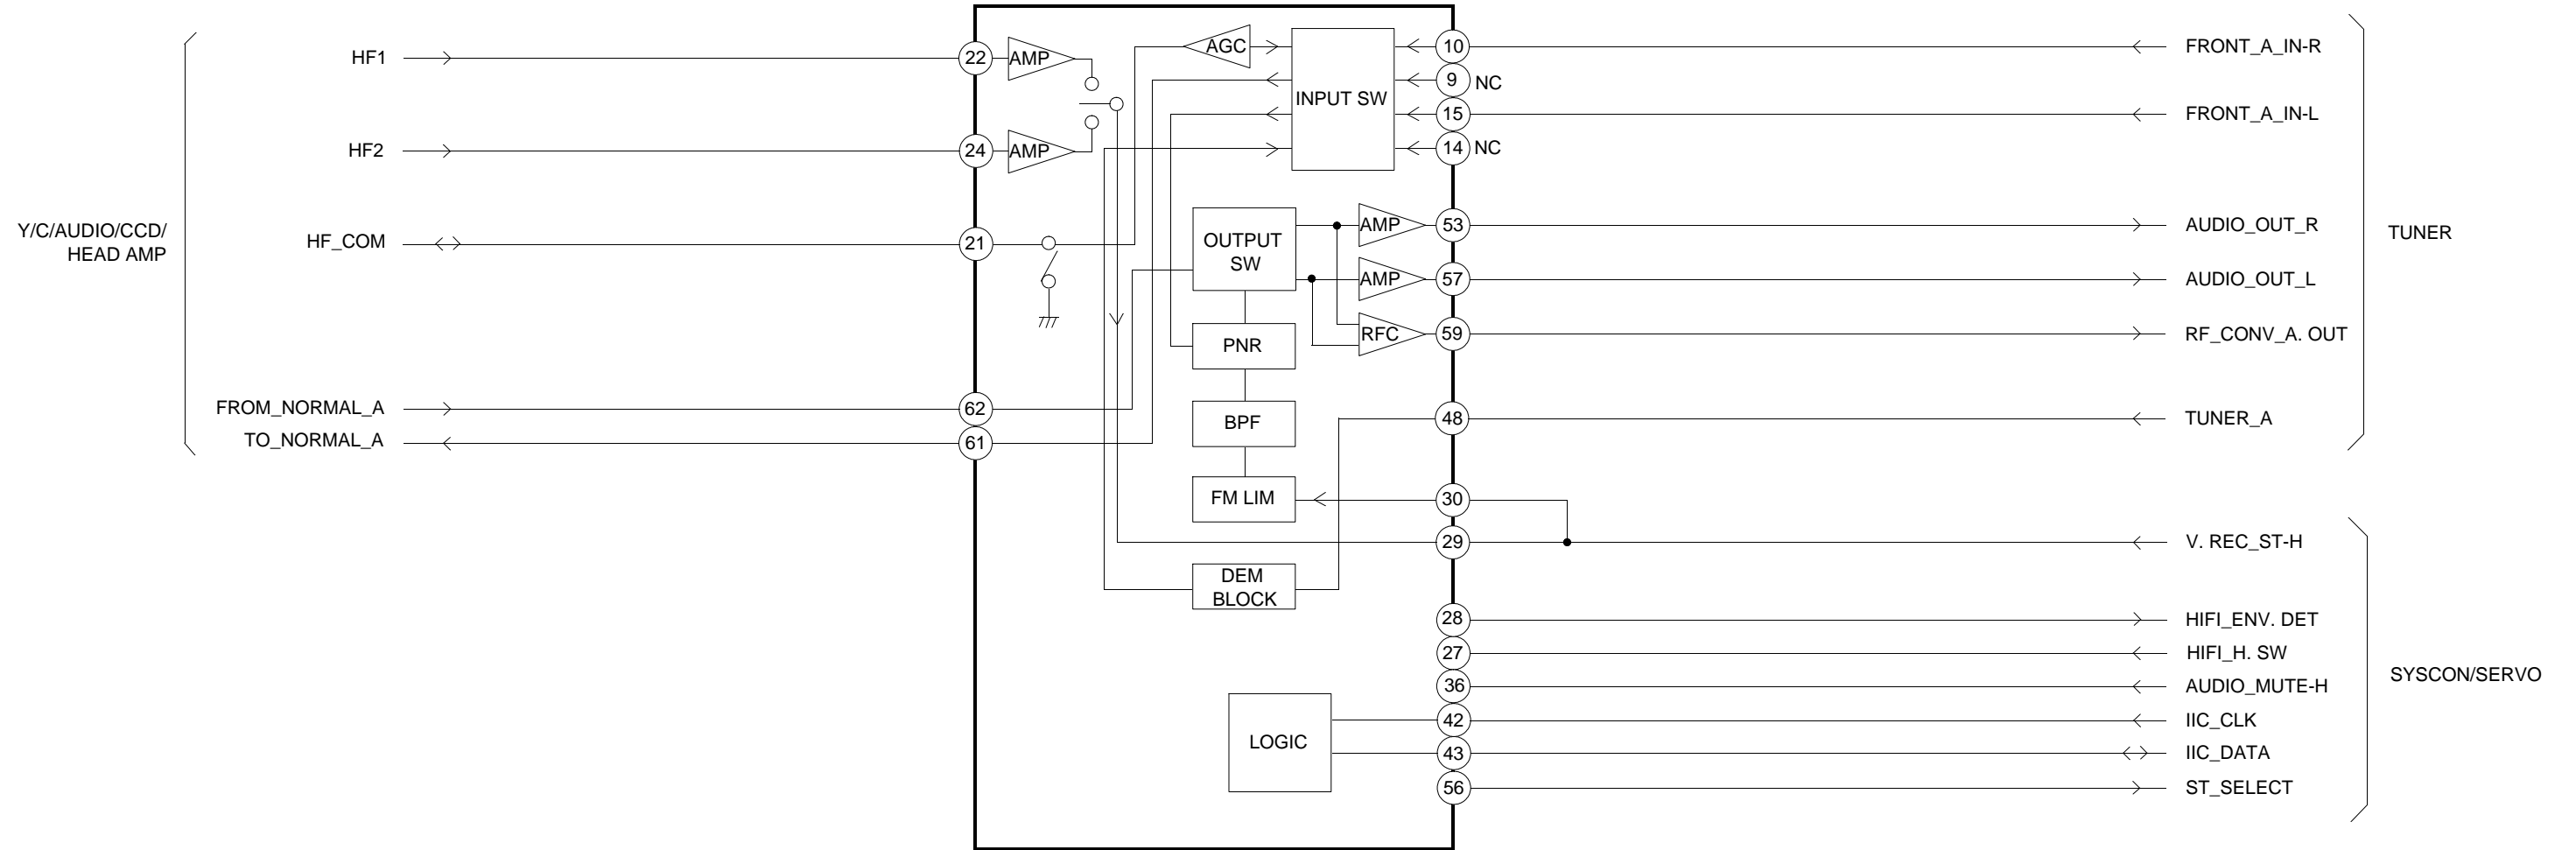 Y/C/AUDIO/CCD/
HEAD AMP
HF1
HF2
HF_COM
FROM_NORMAL_A
TO_NORMAL_A
22
24
21
62
61
AMP
AMP
AGC
INPUT SW
OUTPUT
SW
AMP
AMP
RFC
PNR
BPF
FM LIM
DEM
BLOCK
LOGIC
10
9
NC
15
14
NC
53
57
59
48
30
29
28
27
36
42
43
56
FRONT_A_IN-R
FRONT_A_IN-L
AUDIO_OUT_R
AUDIO_OUT_L
RF_CONV_A. OUT
TUNER_A
V. REC_ST-H
HIFI_ENV. DET
HIFI_H. SW
AUDIO_MUTE-H
IIC_CLK
IIC_DATA
ST_SELECT
TUNER
SYSCON/SERVO